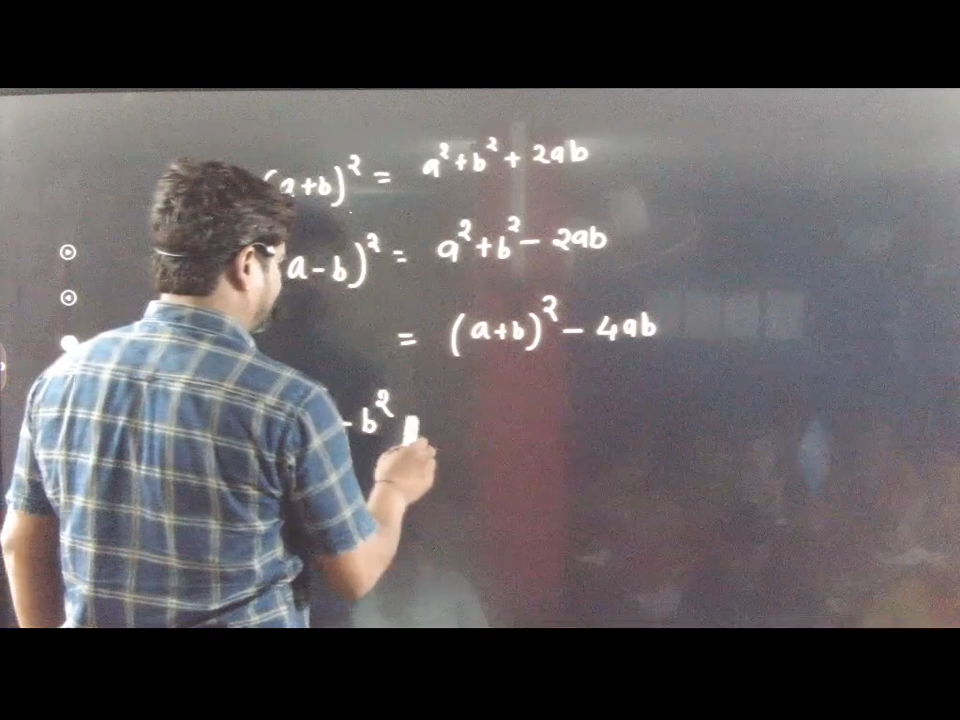 (a+b)² = a²+b²+ 2ab
a-b)² = a²+b²- 2ab
= (a+b)² - 4ab
- b²